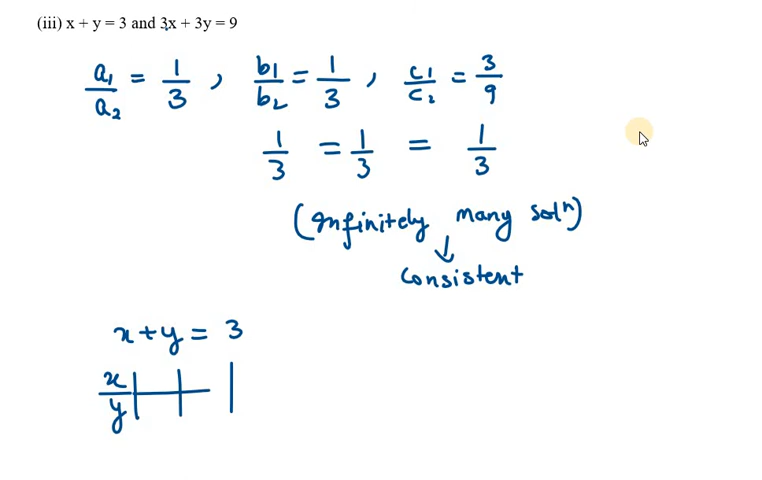 (iii) x + y = 3 and 3x + 3y = 9
a1/a2 = 1/3 , b1/b2 = 1/3 , c1/c2 = 3/9
1/3 = 1/3 = 1/3
(Infinitely many solⁿ)
↓
Consistent
x + y = 3
x
y